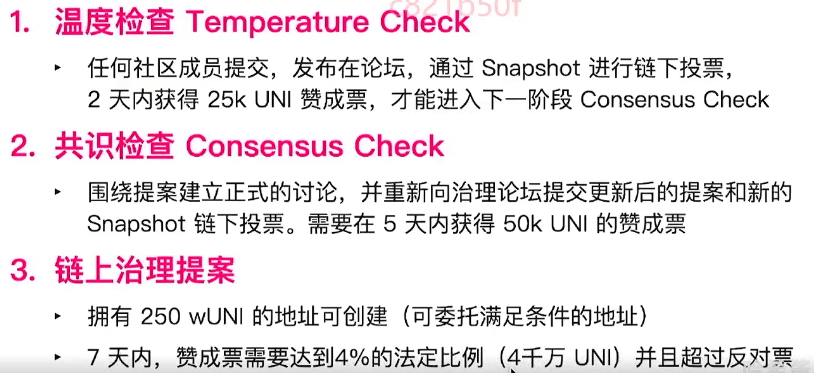 c821b50f
1. 温度检查 Temperature Check
‣ 任何社区成员提交，发布在论坛，通过 Snapshot 进行链下投票，
2 天内获得 25k UNI 赞成票，才能进入下一阶段 Consensus Check
2. 共识检查 Consensus Check
‣ 围绕提案建立正式的讨论，并重新向治理论坛提交更新后的提案和新的
Snapshot 链下投票。需要在 5 天内获得 50k UNI 的赞成票
3. 链上治理提案
‣ 拥有 250 wUNI 的地址可创建（可委托满足条件的地址）
‣ 7 天内，赞成票需要达到4%的法定比例（4千万 UNI）并且超过反对票